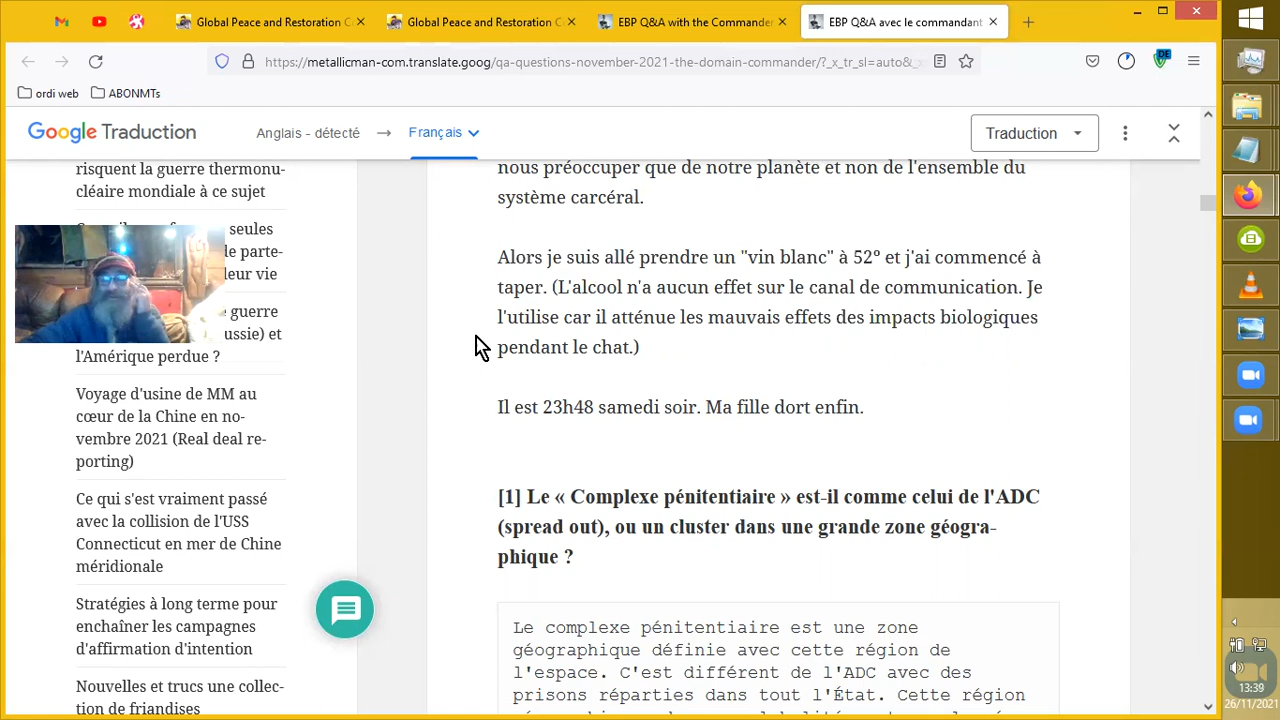 Global Peace and Restoration C
Global Peace and Restoration C
EBP Q&A with the Commander
EBP Q&A avec le commandant
https://metallicman-com.translate.goog/qa-questions-november-2021-the-domain-commander/?_x_tr_sl=auto&_x
ordi web
ABONMTs
Google Traduction
Anglais - détecté
Français
Traduction
risquent la guerre thermonu-
cléaire mondiale à ce sujet
seules
de parte-
leur vie
guerre
ussie) et
l'Amérique perdue ?
Voyage d'usine de MM au
cœur de la Chine en no-
vembre 2021 (Real deal re-
porting)
Ce qui s'est vraiment passé
avec la collision de l'USS
Connecticut en mer de Chine
méridionale
Stratégies à long terme pour
enchaîner les campagnes
d'affirmation d'intention
Nouvelles et trucs une collec-
tion de friandises
nous préoccuper que de notre planète et non de l'ensemble du
système carcéral.
Alors je suis allé prendre un "vin blanc" à 52º et j'ai commencé à
taper. (L'alcool n'a aucun effet sur le canal de communication. Je
l'utilise car il atténue les mauvais effets des impacts biologiques
pendant le chat.)
Il est 23h48 samedi soir. Ma fille dort enfin.
[1] Le « Complexe pénitentiaire » est-il comme celui de l'ADC
(spread out), ou un cluster dans une grande zone géogra-
phique ?
Le complexe pénitentiaire est une zone
géographique définie avec cette région de
l'espace. C'est différent de l'ADC avec des
prisons réparties dans tout l'État. Cette région
DE
13:39
26/11/2021